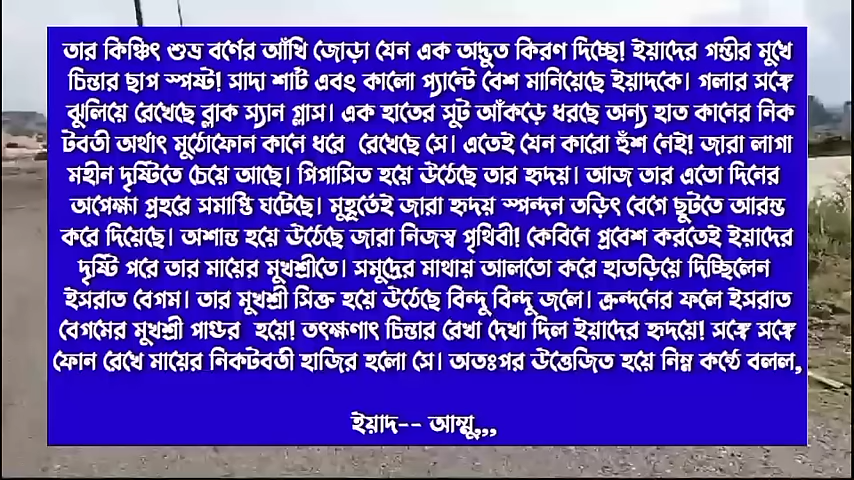 তার কিঞ্চিৎ শুভ্র বর্ণের আঁখি জোড়া যেন এক অদ্ভুত কিরণ দিচ্ছে! ইয়াদের গম্ভীর মুখে
চিন্তার ছাপ স্পষ্ট! সাদা শার্ট এবং কালো প্যান্টে বেশ মানিয়েছে ইয়াদকে। গলার সঙ্গে
ঝুলিয়ে রেখেছে ব্লাক স্যান গ্লাস। এক হাতের সুট আঁকড়ে ধরছে অন্য হাত কানের নিক
টবর্তী অর্থাৎ মুঠোফোন কানে ধরে রেখেছে সে। এতেই যেন কারো হুঁশ নেই! জারা লাগা
মহীন দৃষ্টিতে চেয়ে আছে। পিপাসিত হয়ে উঠেছে তার হৃদয়। আজ তার এতো দিনের
অপেক্ষা প্রহরে সমাপ্তি ঘটেছে। মূহূর্তেই জারা হৃদয় স্পন্দন তড়িৎ বেগে ছুটতে আরম্ভ
করে দিয়েছে। অশান্ত হয়ে উঠেছে জারা নিজস্ব পৃথিবী! কেবিনে প্রবেশ করতেই ইয়াদের
দৃষ্টি পরে তার মায়ের মুখশ্রীতে। সমুদ্রের মাথায় আলতো করে হাতড়িয়ে দিচ্ছিলেন
ইসরাত বেগম। তার মুখশ্রী সিক্ত হয়ে উঠেছে বিন্দু বিন্দু জলে। ক্রন্দনের ফলে ইসরাত
বেগমের মুখশ্রী পাণ্ডর হয়ে! তৎক্ষণাৎ চিন্তার রেখা দেখা দিল ইয়াদের হৃদয়ে! সঙ্গে সঙ্গে
ফোন রেখে মায়ের নিকটবর্তী হাজির হলো সে। অতঃপর উত্তেজিত হয়ে নিম্ন কন্ঠে বলল,
ইয়াদ-- আম্মু,,,